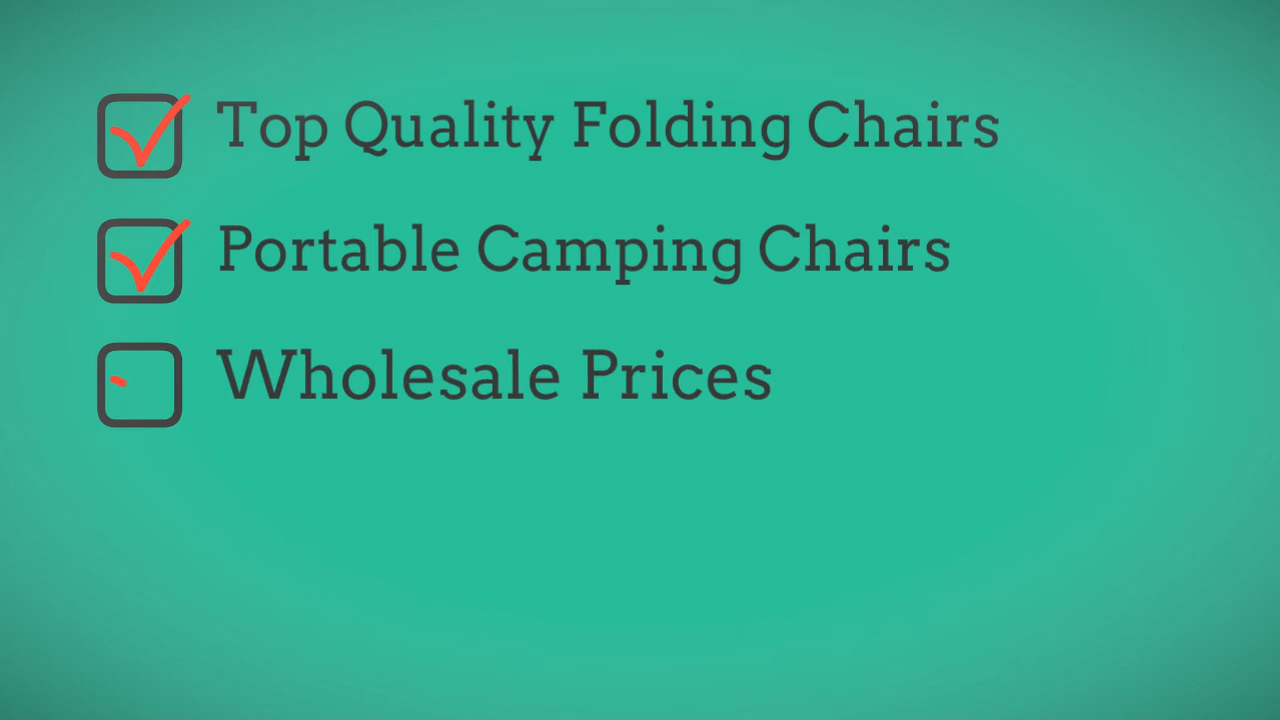 Top Quality Folding Chairs
Portable Camping Chairs
Wholesale Prices